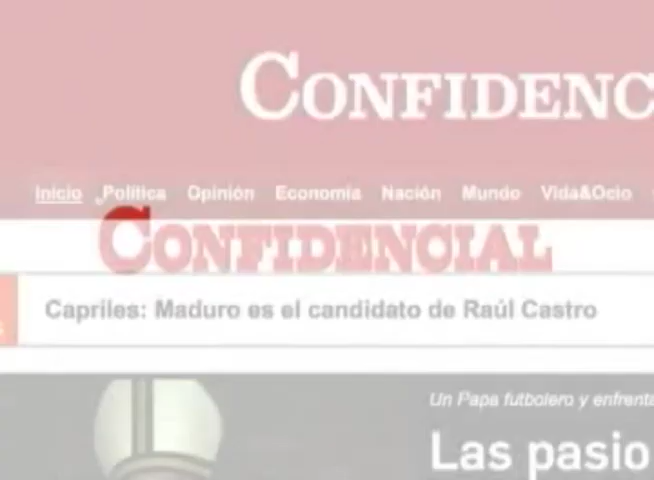 CONFIDENC
Inicio Política Opinión Economía Nación Mundo Vida&Ocio
CONFIDENCIAL
Capriles: Maduro es el candidato de Raúl Castro
Un Papa futbolero y enfrenta
Las pasio